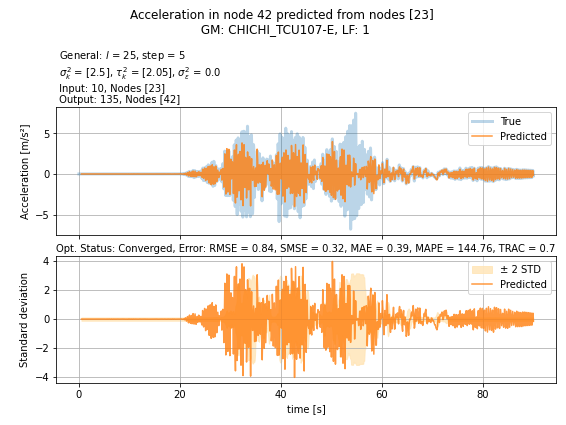 Acceleration in node 42 predicted from nodes [23]
GM: CHICHI_TCU107-E, LF: 1
General: l = 25, step = 5
σ²ₖ = [2.5], τ²ₖ = [2.05], σ²_ε = 0.0
Input: 10, Nodes [23]
Output: 135, Nodes [42]
True
Predicted
5
0
−5
Acceleration [m/s²]
Opt. Status: Converged, Error: RMSE = 0.84, SMSE = 0.32, MAE = 0.39, MAPE = 144.76, TRAC = 0.7
± 2 STD
Predicted
4
2
0
−2
−4
Standard deviation
0 20 40 60 80
time [s]